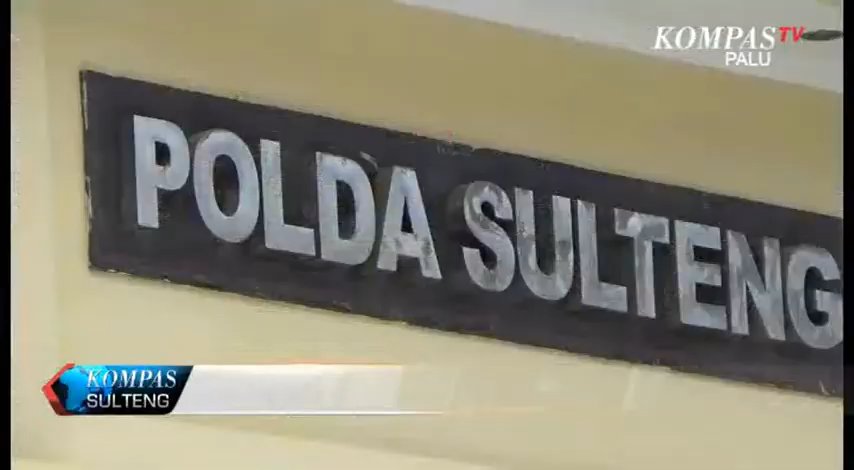 KOMPAS TV
PALU
POLDA SULTENG
KOMPAS
SULTENG